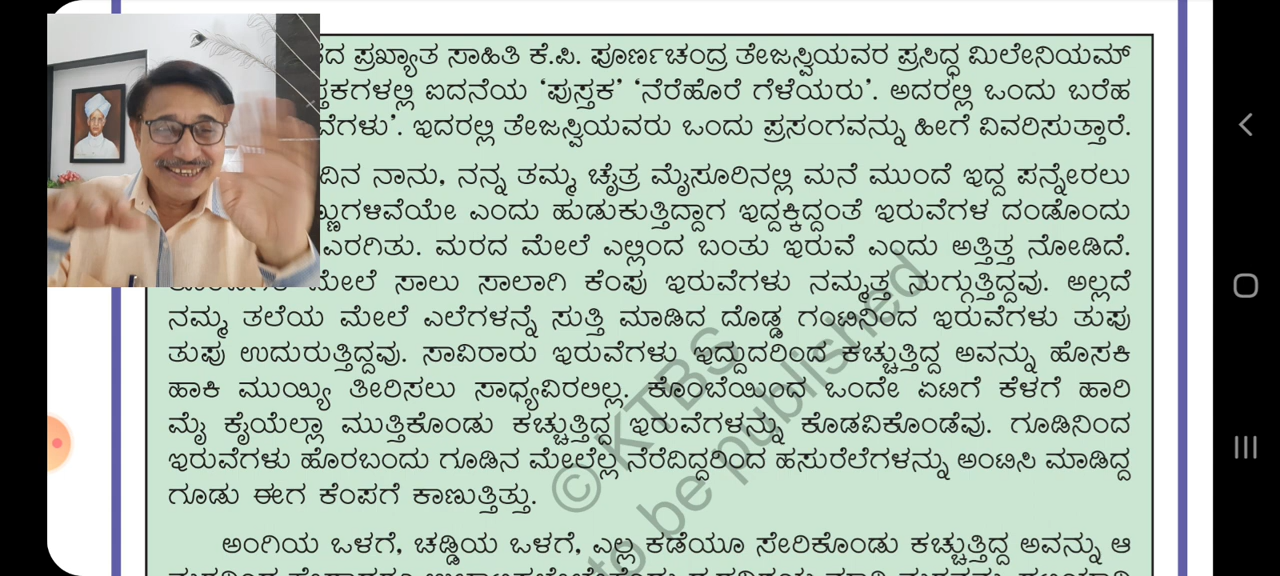 ಪ್ರಖ್ಯಾತ ಸಾಹಿತಿ ಕೆ.ಪಿ. ಪೂರ್ಣಚಂದ್ರ ತೇಜಸ್ವಿಯವರ ಪ್ರಸಿದ್ಧ ಮಿಲೇನಿಯಮ್
ಐದನೆಯ ‘ಪುಸ್ತಕ’ ‘ನೆರೆಹೊರೆ ಗೆಳೆಯರು’. ಅದರಲ್ಲಿ ಒಂದು ಬರೆಹ
ಇದರಲ್ಲಿ ತೇಜಸ್ವಿಯವರು ಒಂದು ಪ್ರಸಂಗವನ್ನು ಹೀಗೆ ವಿವರಿಸುತ್ತಾರೆ.
ದಿನ ನಾನು, ನನ್ನ ತಮ್ಮ ಚೈತ್ರ ಮೈಸೂರಿನಲ್ಲಿ ಮನೆ ಮುಂದೆ ಇದ್ದ ಪನ್ನೇರಲು
ಎಂದು ಹುಡುಕುತ್ತಿದ್ದಾಗ ಇದ್ದಕ್ಕಿದ್ದಂತೆ ಇರುವೆಗಳ ದಂಡೊಂದು
ಎರಗಿತು. ಮರದ ಮೇಲೆ ಎಲ್ಲಿಂದ ಬಂತು ಇರುವೆ ಎಂದು ಅತ್ತಿತ್ತ ನೋಡಿದೆ.
ಮೇಲೆ ಸಾಲು ಸಾಲಾಗಿ ಕೆಂಪು ಇರುವೆಗಳು ನಮ್ಮತ್ತ ನುಗ್ಗುತ್ತಿದ್ದವು. ಅಲ್ಲದೆ
ನಮ್ಮ ತಲೆಯ ಮೇಲೆ ಎಲೆಗಳನ್ನೆ ಸುತ್ತಿ ಮಾಡಿದ ದೊಡ್ಡ ಗಂಟಿನಿಂದ ಇರುವೆಗಳು ತುಪು
ತುಪು ಉದುರುತ್ತಿದ್ದವು. ಸಾವಿರಾರು ಇರುವೆಗಳು ಇದ್ದುದರಿಂದ ಕಚ್ಚುತ್ತಿದ್ದ ಅವನ್ನು ಹೊಸಕಿ
ಹಾಕಿ ಮುಯ್ಯಿ ತೀರಿಸಲು ಸಾಧ್ಯವಿರಲಿಲ್ಲ. ಕೊಂಬೆಯಿಂದ ಒಂದೇ ಏಟಿಗೆ ಕೆಳಗೆ ಹಾರಿ
ಮೈ ಕೈಯೆಲ್ಲಾ ಮುತ್ತಿಕೊಂಡು ಕಚ್ಚುತ್ತಿದ್ದ ಇರುವೆಗಳನ್ನು ಕೊಡವಿಕೊಂಡೆವು. ಗೂಡಿನಿಂದ
ಇರುವೆಗಳು ಹೊರಬಂದು ಗೂಡಿನ ಮೇಲೆಲ್ಲ ನೆರೆದಿದ್ದರಿಂದ ಹಸುರೆಲೆಗಳನ್ನು ಅಂಟಿಸಿ ಮಾಡಿದ್ದ
ಗೂಡು ಈಗ ಕೆಂಪಗೆ ಕಾಣುತ್ತಿತ್ತು.
ಅಂಗಿಯ ಒಳಗೆ, ಚಡ್ಡಿಯ ಒಳಗೆ, ಎಲ್ಲ ಕಡೆಯೂ ಸೇರಿಕೊಂಡು ಕಚ್ಚುತ್ತಿದ್ದ ಅವನ್ನು ಆ
© KTBS
to be published